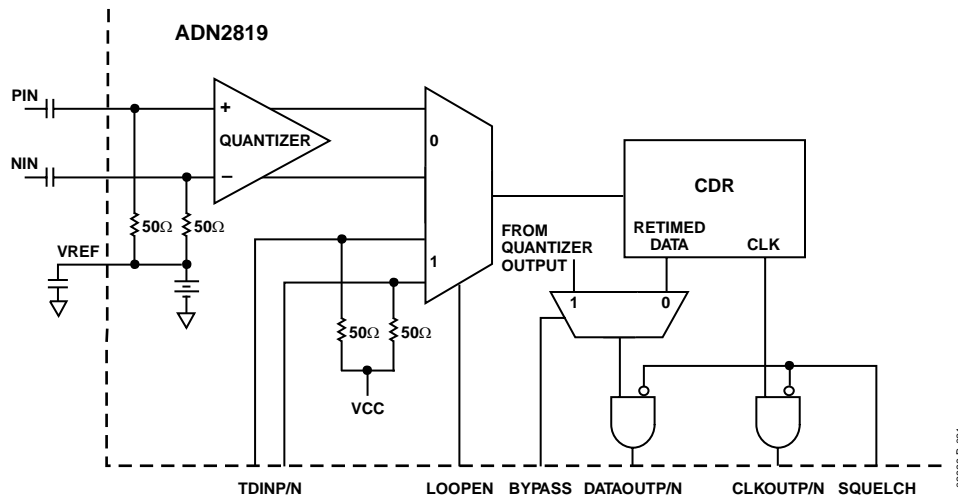 ADN2819
PIN
+
QUANTIZER
NIN
−
0
CDR
RETIMED
DATA
CLK
50Ω
50Ω
VREF
FROM
QUANTIZER
OUTPUT
1
1
0
50Ω
50Ω
VCC
TDINP/N
LOOPEN
BYPASS
DATAOUTP/N
CLKOUTP/N
SQUELCH